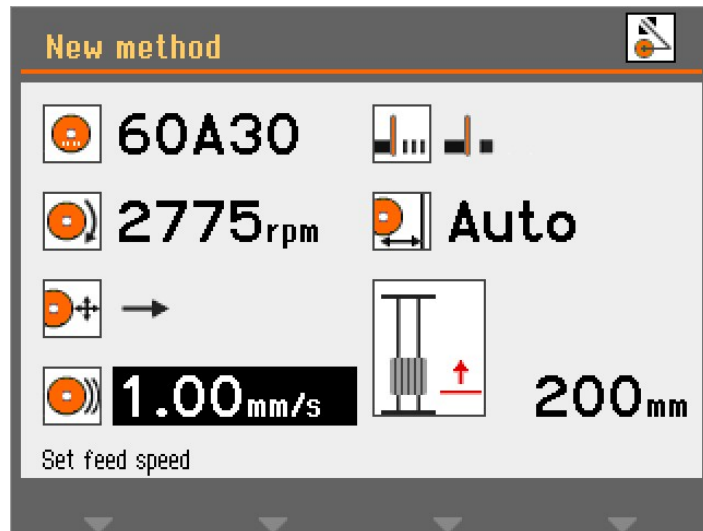 New method
60A30
2775rpm
Auto
1.00mm/s
200mm
Set feed speed